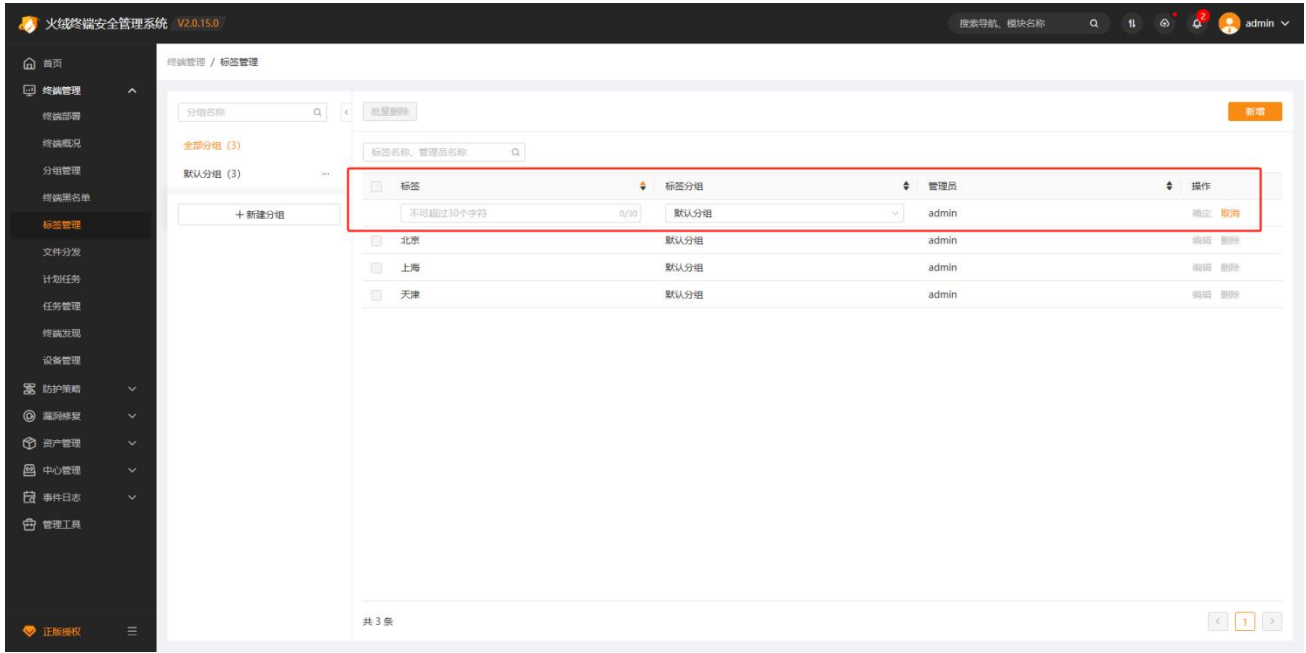 火绒终端安全管理系统 V2.0.15.0
搜索导航、模块名称
2
admin
首页
终端管理
终端部署
终端概况
分组管理
终端黑名单
标签管理
文件分发
计划任务
任务管理
终端发现
设备管理
防护策略
漏洞修复
资产管理
中心管理
事件日志
管理工具
正版授权
终端管理 / 标签管理
分组名称
全部分组 (3)
默认分组 (3) ...
+ 新建分组
批量删除
新增
标签名称、管理员名称
标签 标签分组 管理员 操作
不可超过30个字符 0/30 默认分组 admin 确定 取消
北京 默认分组 admin 编辑 删除
上海 默认分组 admin 编辑 删除
天津 默认分组 admin 编辑 删除
共 3 条
< 1 >